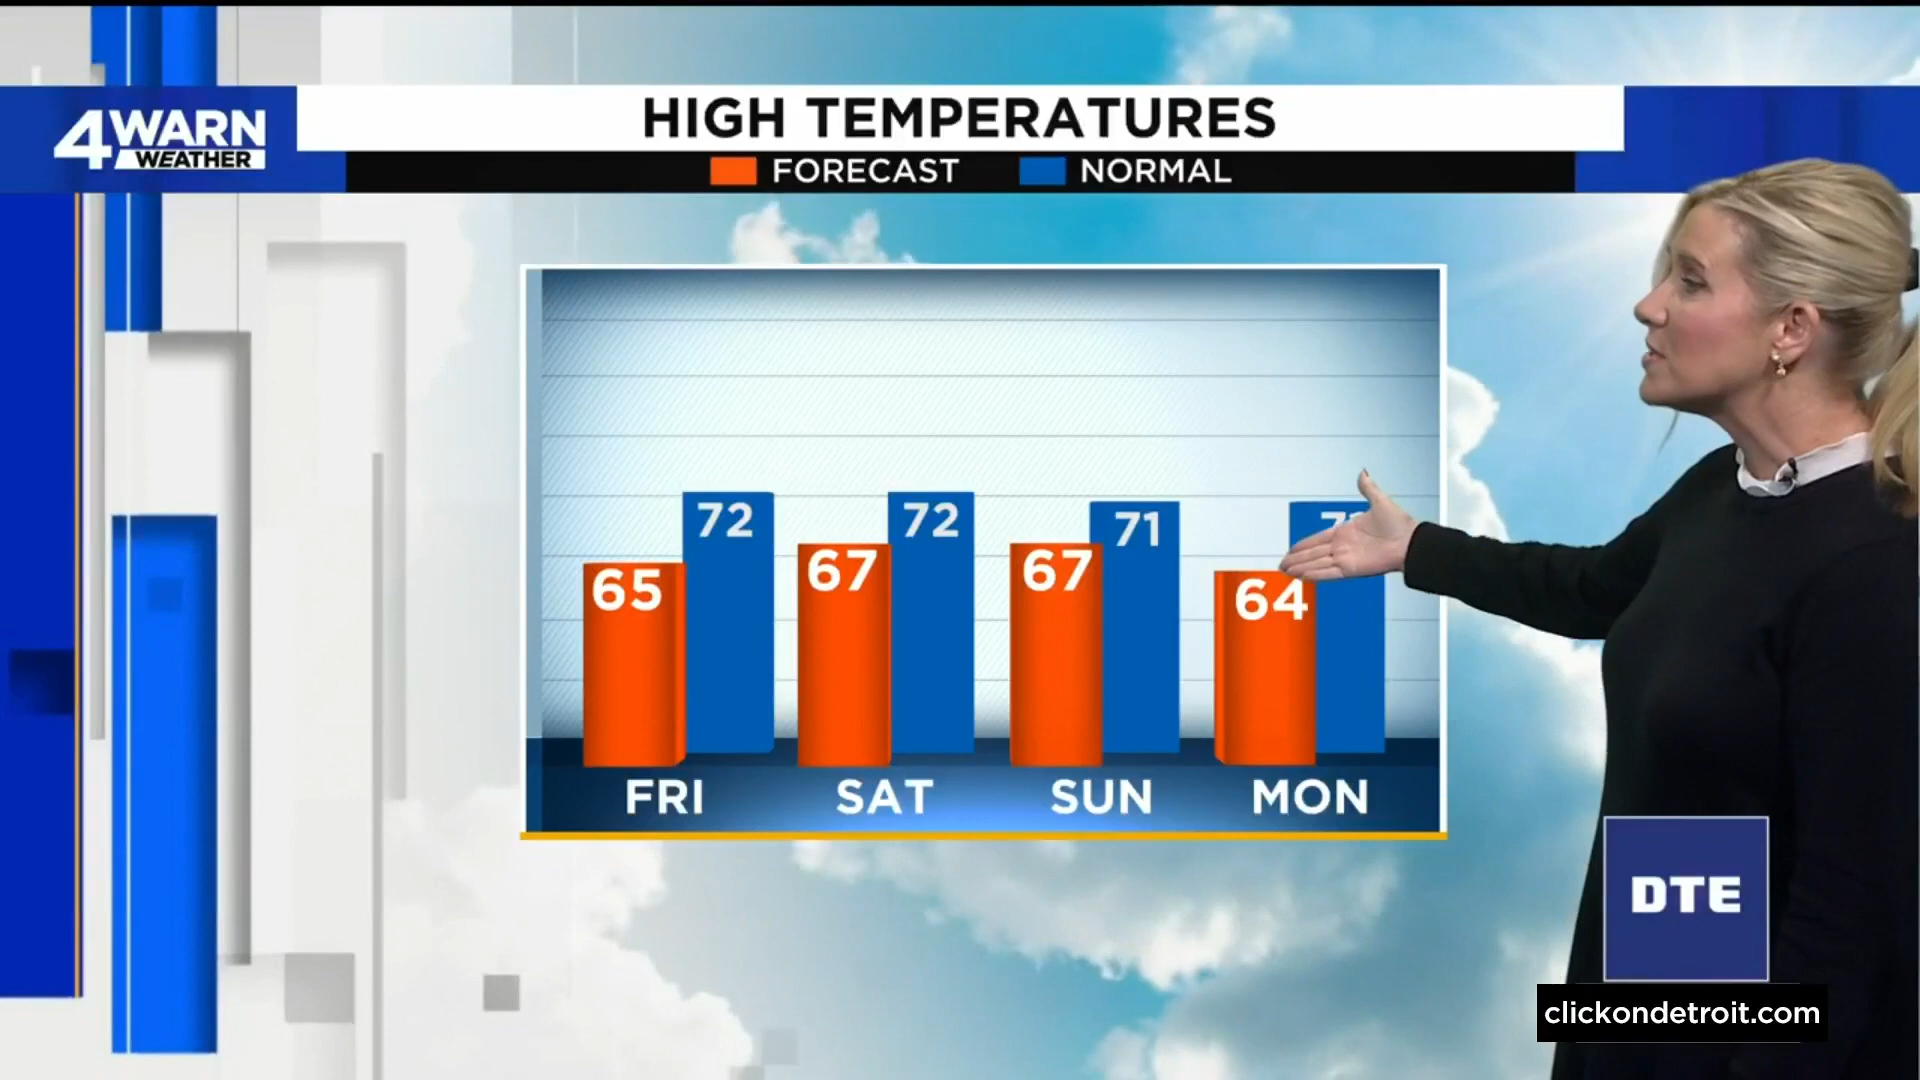 4WARN
WEATHER
HIGH TEMPERATURES
FORECAST NORMAL
72 72 71
65 67 67 64
FRI SAT SUN MON
DTE
clickondetroit.com